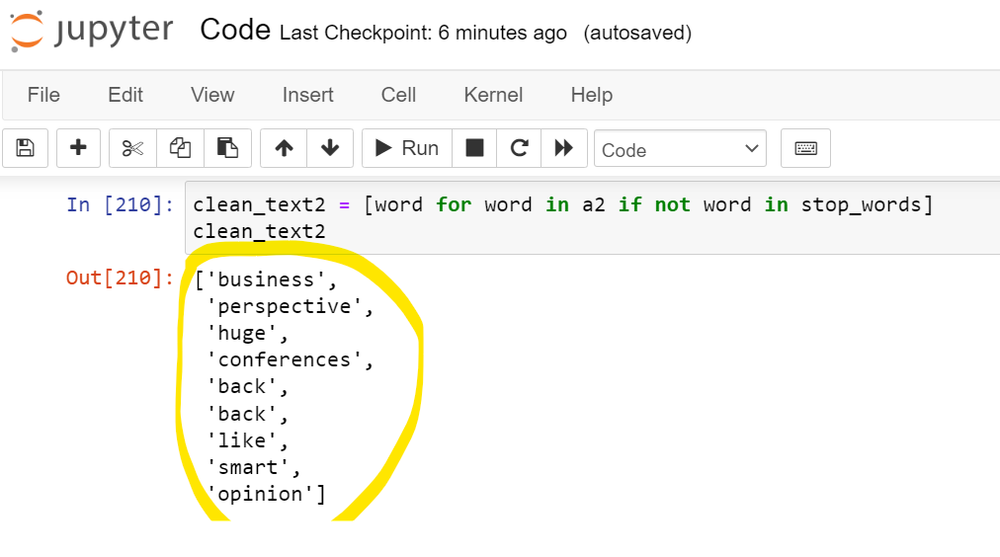 jupyter Code Last Checkpoint: 6 minutes ago (autosaved)
File Edit View Insert Cell Kernel Help
Run Code
In [210]: clean_text2 = [word for word in a2 if not word in stop_words]
clean_text2
Out[210]: ['business',
'perspective',
'huge',
'conferences',
'back',
'back',
'like',
'smart',
'opinion']